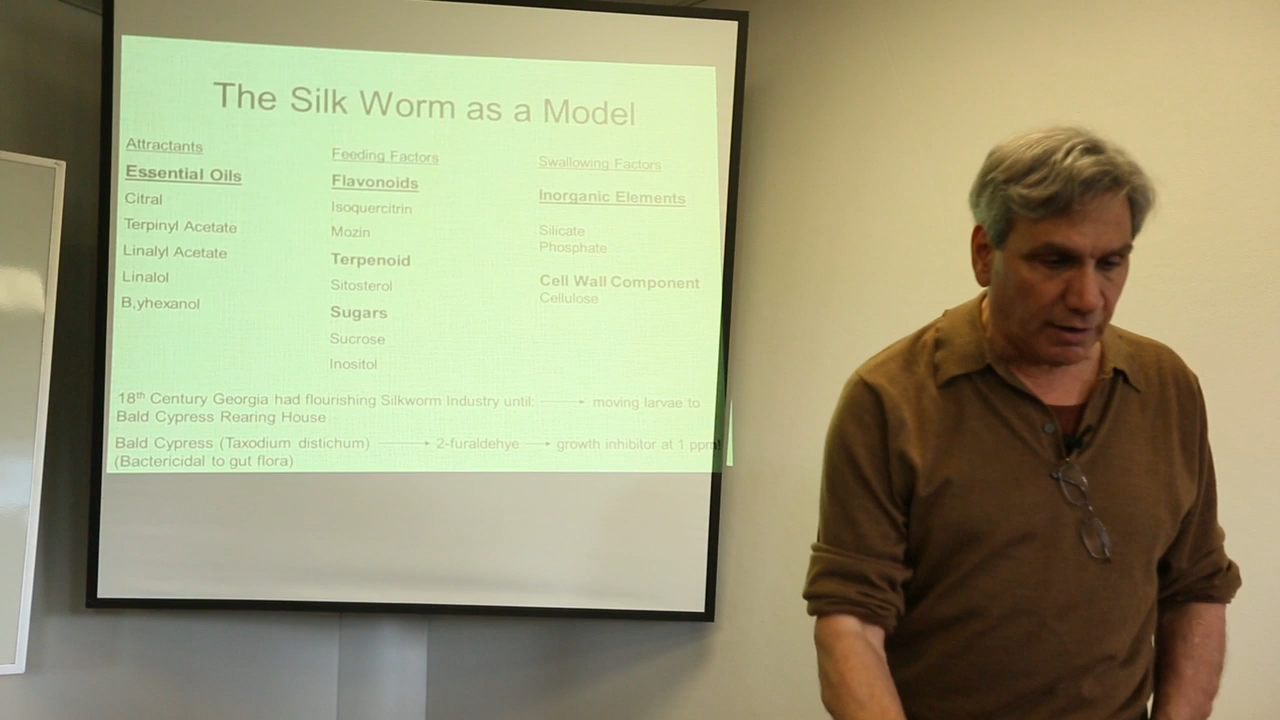 The Silk Worm as a Model
Attractants
Essential Oils
Citral
Terpinyl Acetate
Linalyl Acetate
Linalol
B,yhexanol
Feeding Factors
Flavonoids
Isoquercitrin
Mozin
Terpenoid
Sitosterol
Sugars
Sucrose
Inositol
Swallowing Factors
Inorganic Elements
Silicate
Phosphate
Cell Wall Component
Cellulose
18th Century Georgia had flourishing Silkworm Industry until: → moving larvae to
Bald Cypress Rearing House
Bald Cypress (Taxodium distichum) → 2-furaldehye → growth inhibitor at 1 ppm!
(Bactericidal to gut flora)